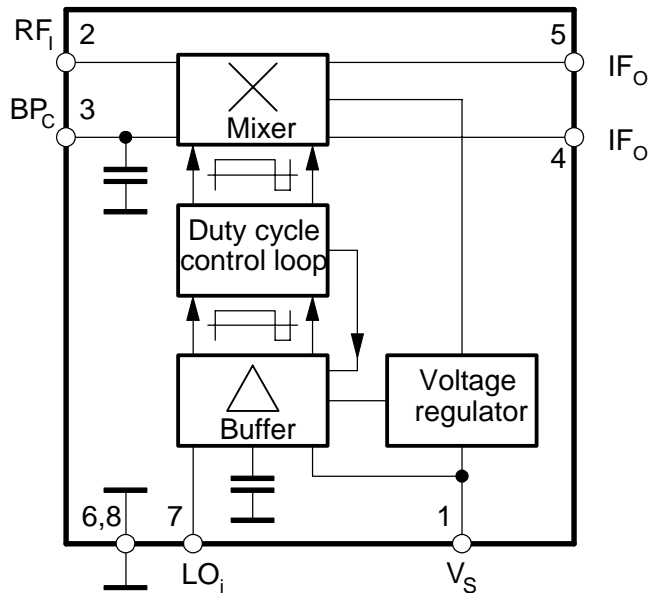 RF_I 2 5 IF_O
BP_C 3 Mixer 4 IF_O
Duty cycle
control loop
Voltage
regulator
Buffer
6,8 7 1
LO_i V_S